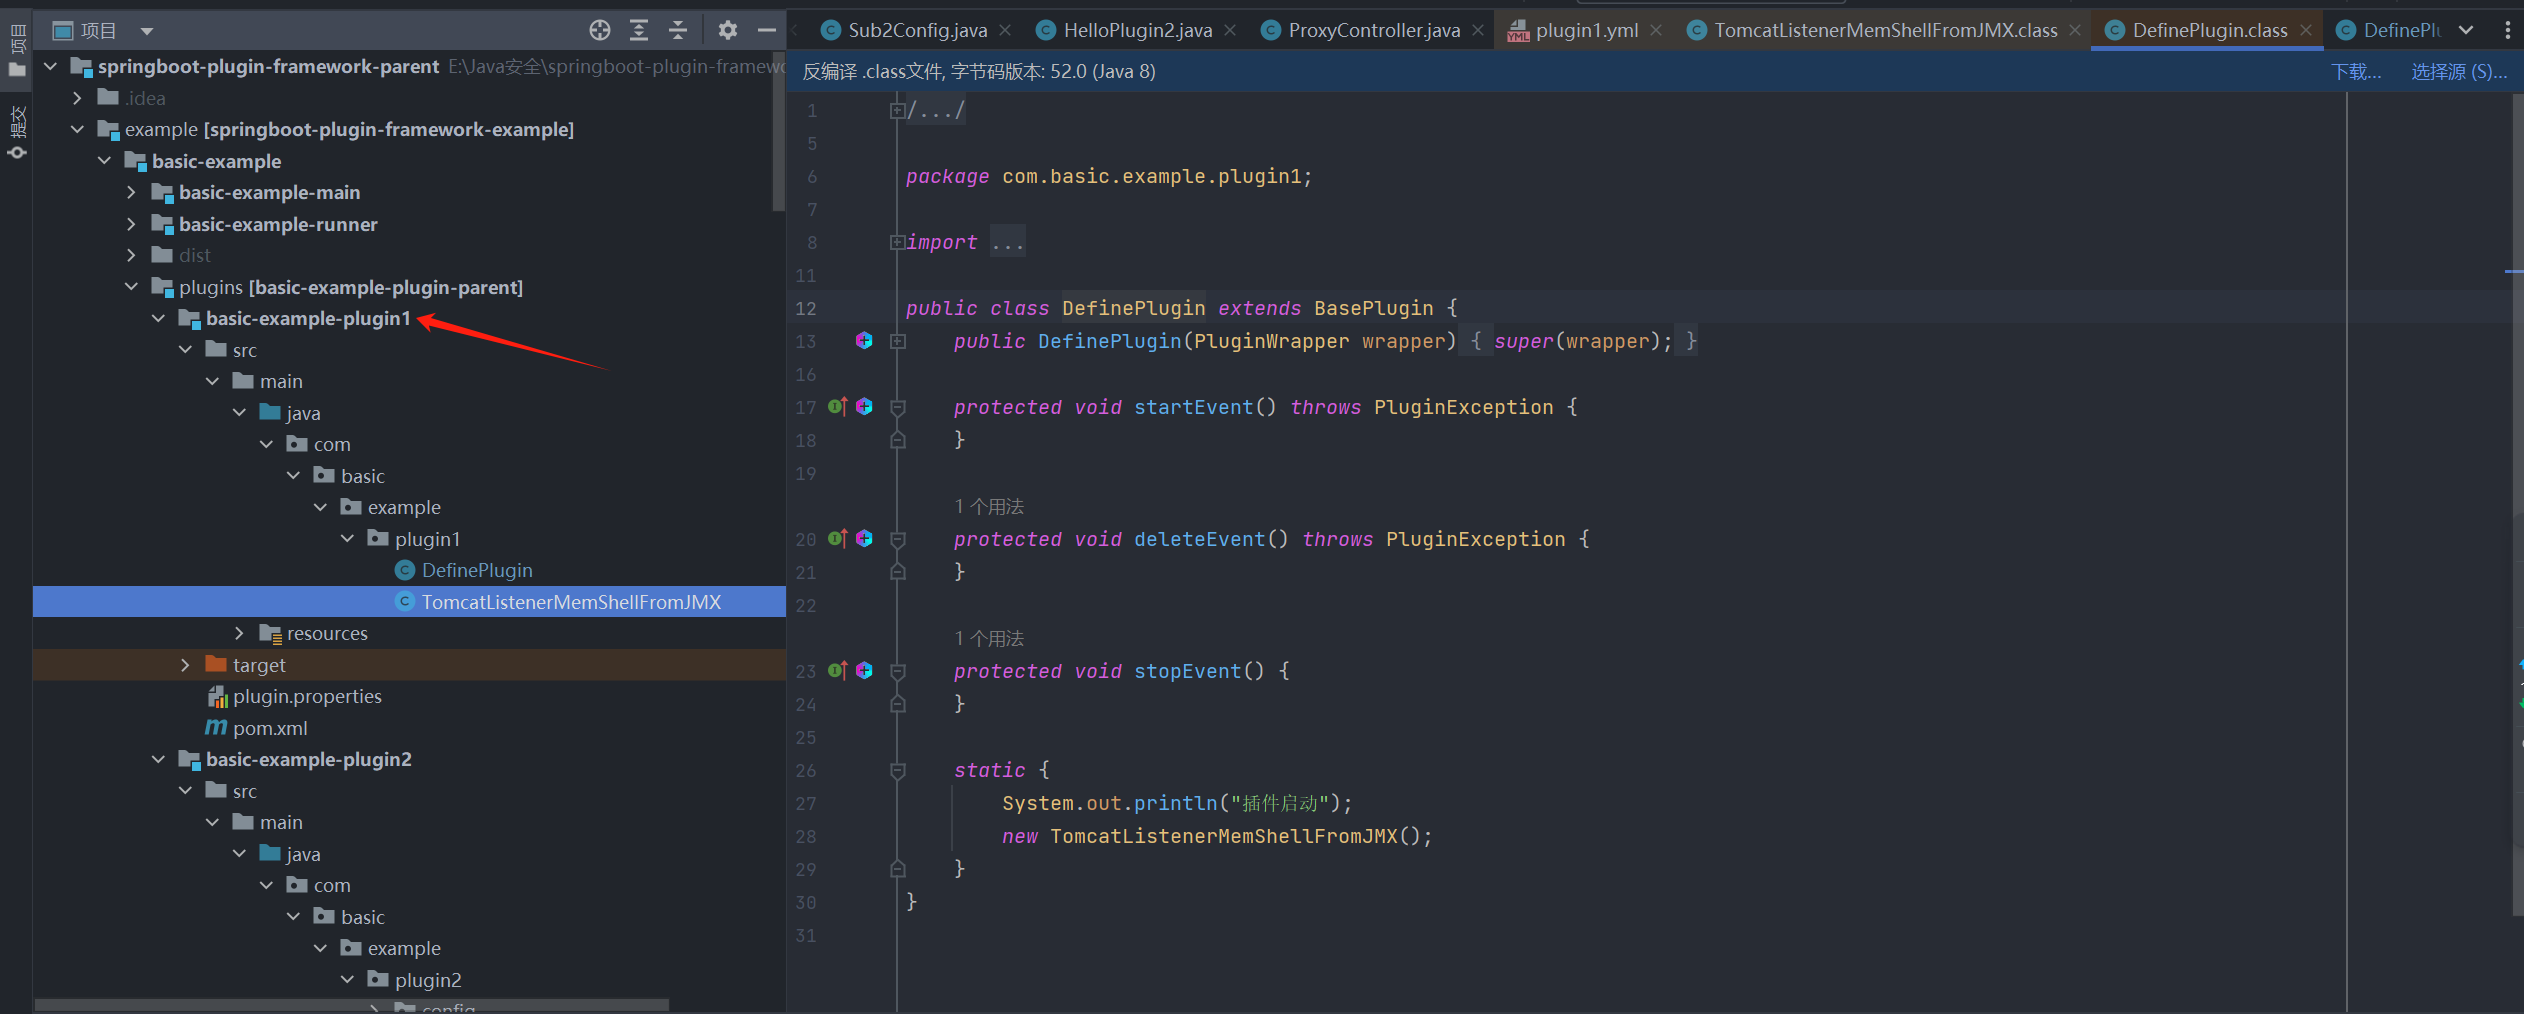 项目
提交
项目
springboot-plugin-framework-parent E:\Java安全\springboot-plugin-framewo
.idea
example [springboot-plugin-framework-example]
basic-example
basic-example-main
basic-example-runner
dist
plugins [basic-example-plugin-parent]
basic-example-plugin1
src
main
java
com
basic
example
plugin1
DefinePlugin
TomcatListenerMemShellFromJMX
resources
target
plugin.properties
pom.xml
basic-example-plugin2
src
main
java
com
basic
example
plugin2
config
Sub2Config.java HelloPlugin2.java ProxyController.java plugin1.yml TomcatListenerMemShellFromJMX.class DefinePlugin.class DefinePlu
反编译 .class文件, 字节码版本: 52.0 (Java 8) 下载... 选择源 (S)...
1 /.../
5
6 package com.basic.example.plugin1;
7
8 import ...
11
12 public class DefinePlugin extends BasePlugin {
13 public DefinePlugin(PluginWrapper wrapper) { super(wrapper); }
16
17 protected void startEvent() throws PluginException {
18 }
19
1 个用法
20 protected void deleteEvent() throws PluginException {
21 }
22
1 个用法
23 protected void stopEvent() {
24 }
25
26 static {
27 System.out.println("插件启动");
28 new TomcatListenerMemShellFromJMX();
29 }
30 }
31